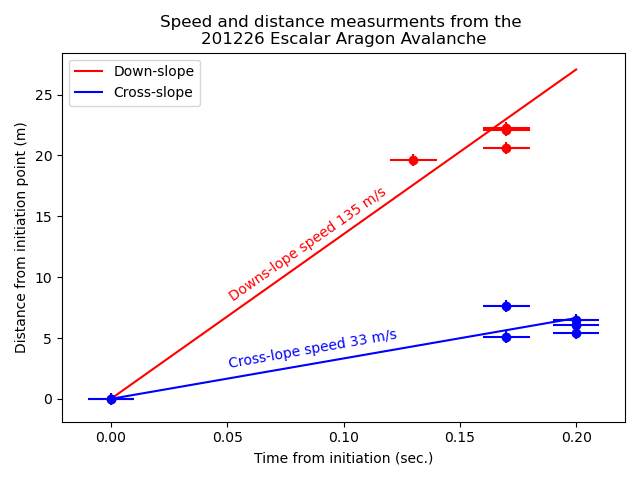 Speed and distance measurments from the
201226 Escalar Aragon Avalanche
Down-slope
Cross-slope
Downs-lope speed 135 m/s
Cross-lope speed 33 m/s
Distance from initiation point (m)
25
20
15
10
5
0
0.00 0.05 0.10 0.15 0.20
Time from initiation (sec.)